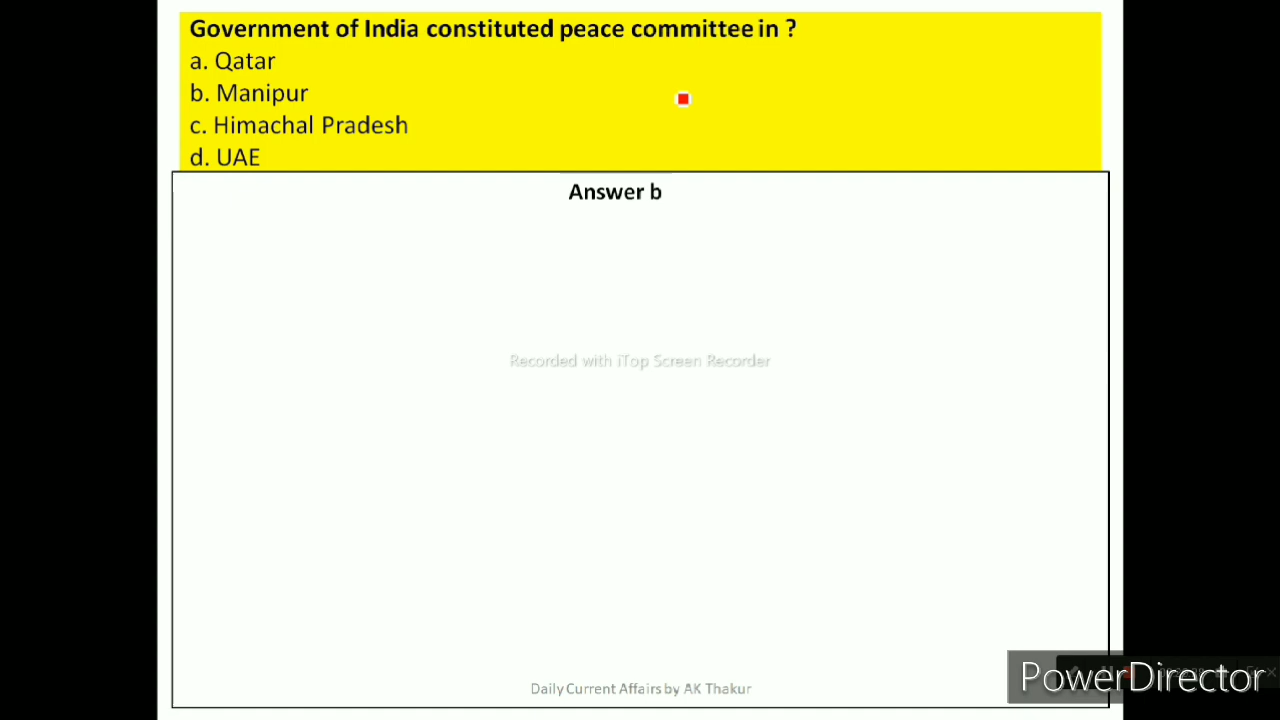 Government of India constituted peace committee in ?
a. Qatar
b. Manipur
c. Himachal Pradesh
d. UAE
Answer b
Recorded with iTop Screen Recorder
Daily Current Affairs by AK Thakur
PowerDirector